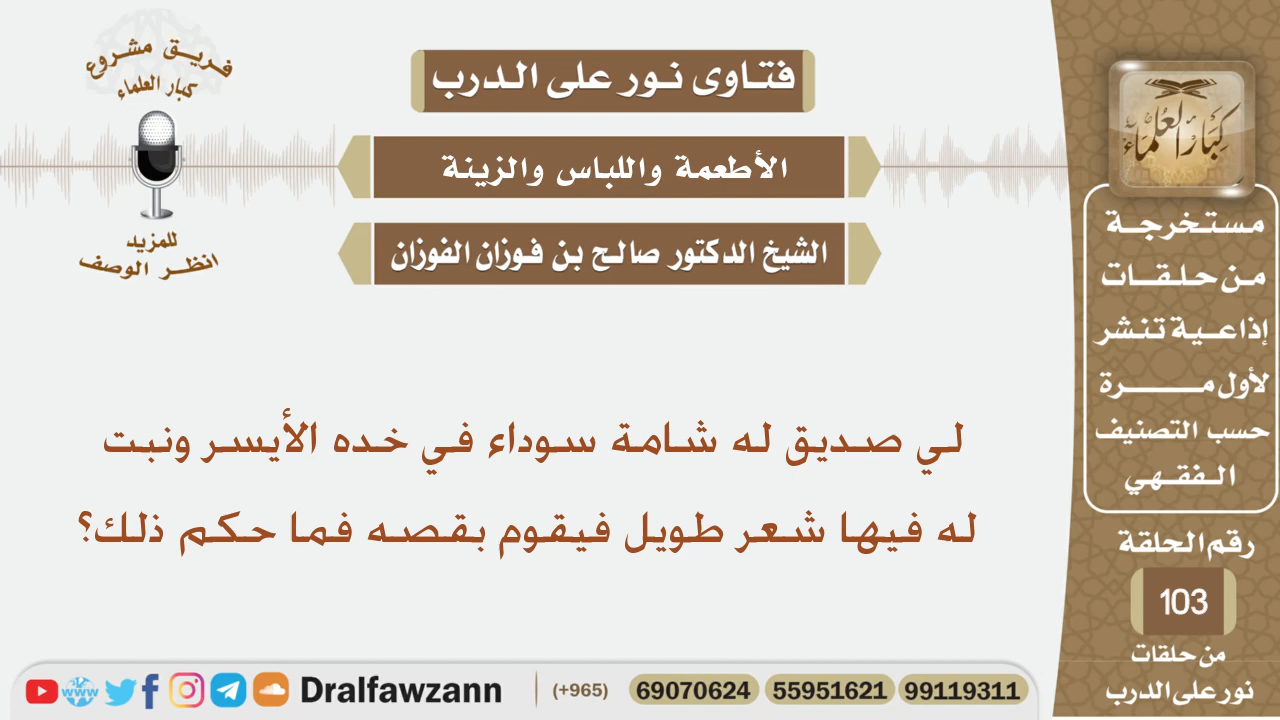 فريق مشروع
كبار العلماء
للمزيد
انظر الوصف
فتاوى نور على الدرب
الأطعمة واللباس والزينة
الشيخ الدكتور صالح بن فوزان الفوزان
لي صديق له شامة سوداء في خده الأيسر ونبت
له فيها شعر طويل فيقوم بقصه فما حكم ذلك؟
كبار العلماء
مستخرجة
من حلقات
إذاعية تنشر
لأول مرة
حسب التصنيف
الفقهي
رقم الحلقة
103
من حلقات
نور على الدرب
www
Dralfawzann
(+965)
69070624
55951621
99119311